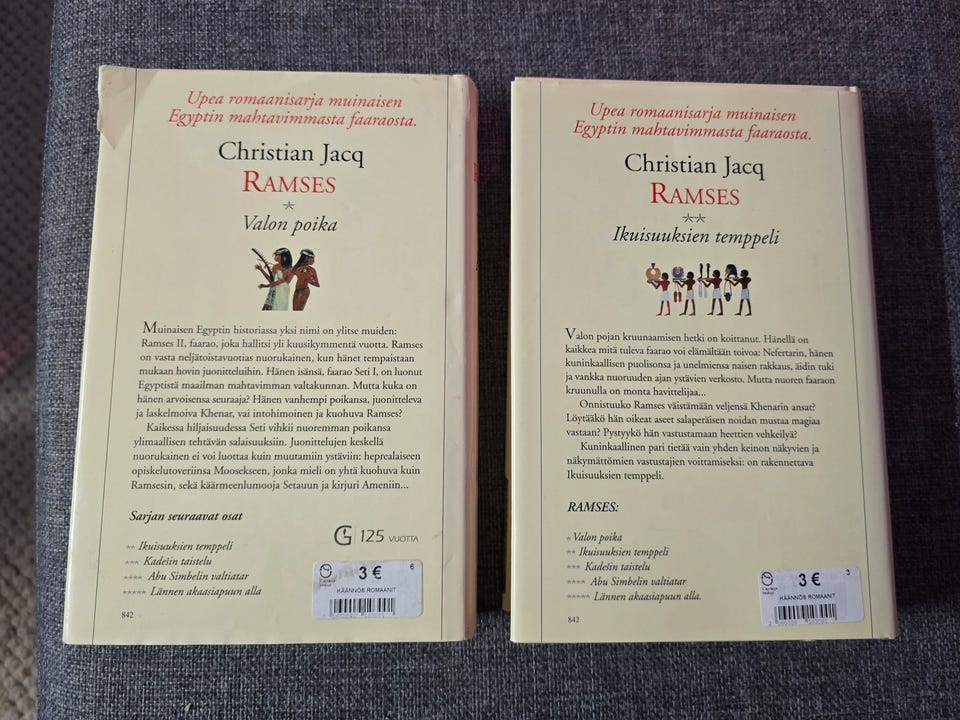 Upea romaanisarja muinaisen
Egyptin mahtavimmasta faaraosta.
Christian Jacq
RAMSES
*
Valon poika
Muinaisen Egyptin historiassa yksi nimi on ylitse muiden:
Ramses II, faarao, joka hallitsi yli kuusikymmentä vuotta. Ramses
on vasta neljätoistavuotias nuorukainen, kun hänet tempaistaan
mukaan hovin juonitteluihin. Hänen isänsä, faarao Seti I, on luonut
Egyptistä maailman mahtavimman valtakunnan. Mutta kuka on
hänen arvoisensa seuraaja? Hänen vanhempi poikansa, juonitteleva
ja laskelmoiva Khenar, vai intohimoinen ja kuohuva Ramses?
Kaikessa hiljaisuudessa Seti vihkii nuoremman poikansa
ylimaallisen tehtävän salaisuuksiin. Juonittelujen keskellä
nuorukainen ei voi luottaa kuin muutamiin ystäviin: heprealaiseen
opiskelutoveriinsa Moosekseen, jonka mieli on yhtä kuohuva kuin
Ramsesin, sekä käärmeenlumooja Setauun ja kirjuri Ameniin...
Sarjan seuraavat osat
** Ikuisuuksien temppeli
*** Kadešin taistelu
**** Abu Simbelin valtiatar
***** Lännen akaasiapuun alla
842
G 125 VUOTTA
3 € 6
KÄÄNNÖS ROMAANIT
Upea romaanisarja muinaisen
Egyptin mahtavimmasta faaraosta.
Christian Jacq
RAMSES
**
Ikuisuuksien temppeli
Valon pojan kruunaamisen hetki on koittanut. Hänellä on
kaikkea mitä tuleva faarao voi elämältään toivoa: Nefertarin, hänen
kuninkaallisen puolisonsa ja unelmiensa naisen rakkaus, äidin tuki
ja vankka nuoruuden ajan ystävien verkosto. Mutta nuoren faaraon
kruunulla on monta havittelijaa...
Onnistuuko Ramses väistämään veljensä Khenarin ansat?
Löytääkö hän oikeat aseet salaperäisen noidan mustaa magiaa
vastaan? Pystyykö hän vastustamaan heettien vehkeilyä?
Kuninkaallinen pari tietää vain yhden keinon näkyvien ja
näkymättömien vastustajien voittamiseksi: on rakennettava
Ikuisuuksien temppeli.
RAMSES:
* Valon poika
** Ikuisuuksien temppeli
*** Kadešin taistelu
**** Abu Simbelin valtiatar
***** Lännen akaasiapuun alla.
842
3 € 3
KÄÄNNÖS ROMAANIT